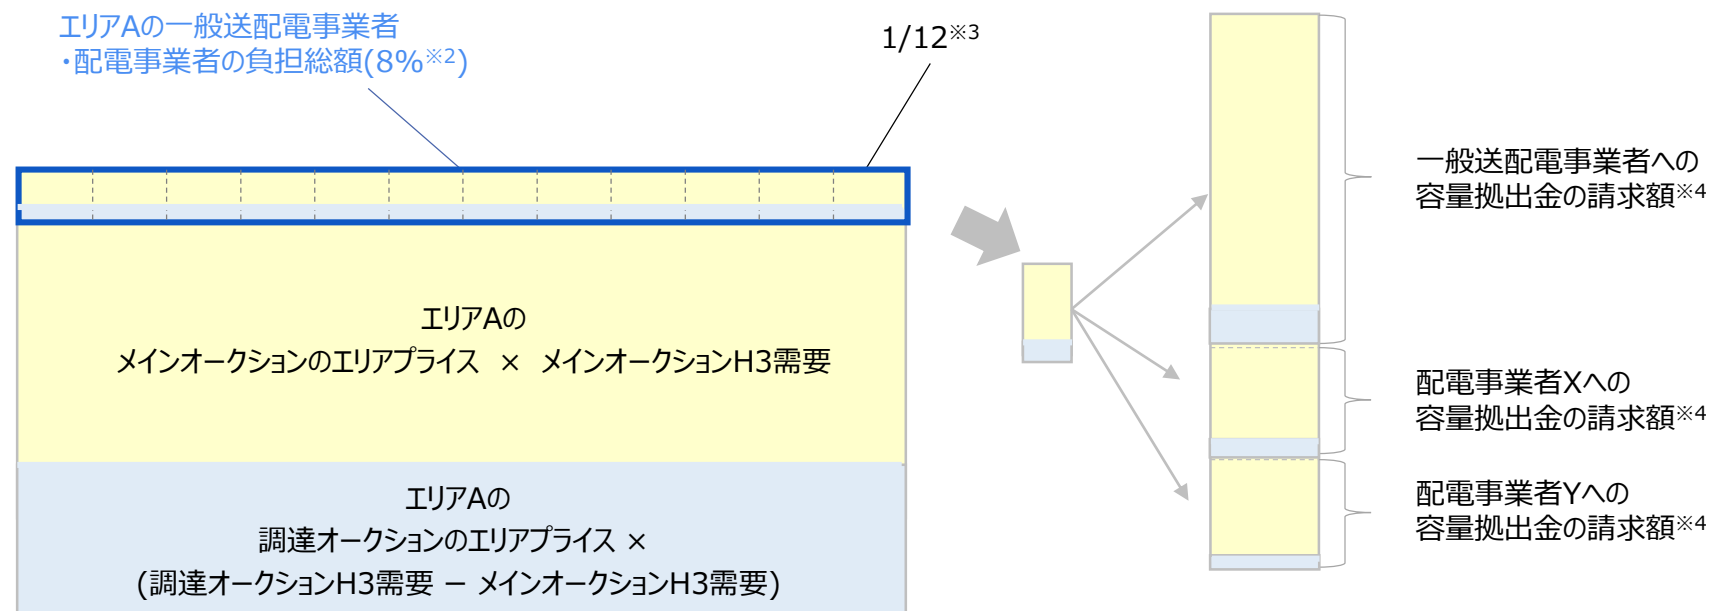 エリアAの一般送配電事業者
・配電事業者の負担総額(8%※2)
1/12※3
エリアAの
メインオークションのエリアプライス × メインオークションH3需要
エリアAの
調達オークションのエリアプライス ×
(調達オークションH3需要 − メインオークションH3需要)
一般送配電事業者への
容量拠出金の請求額※4
配電事業者Xへの
容量拠出金の請求額※4
配電事業者Yへの
容量拠出金の請求額※4